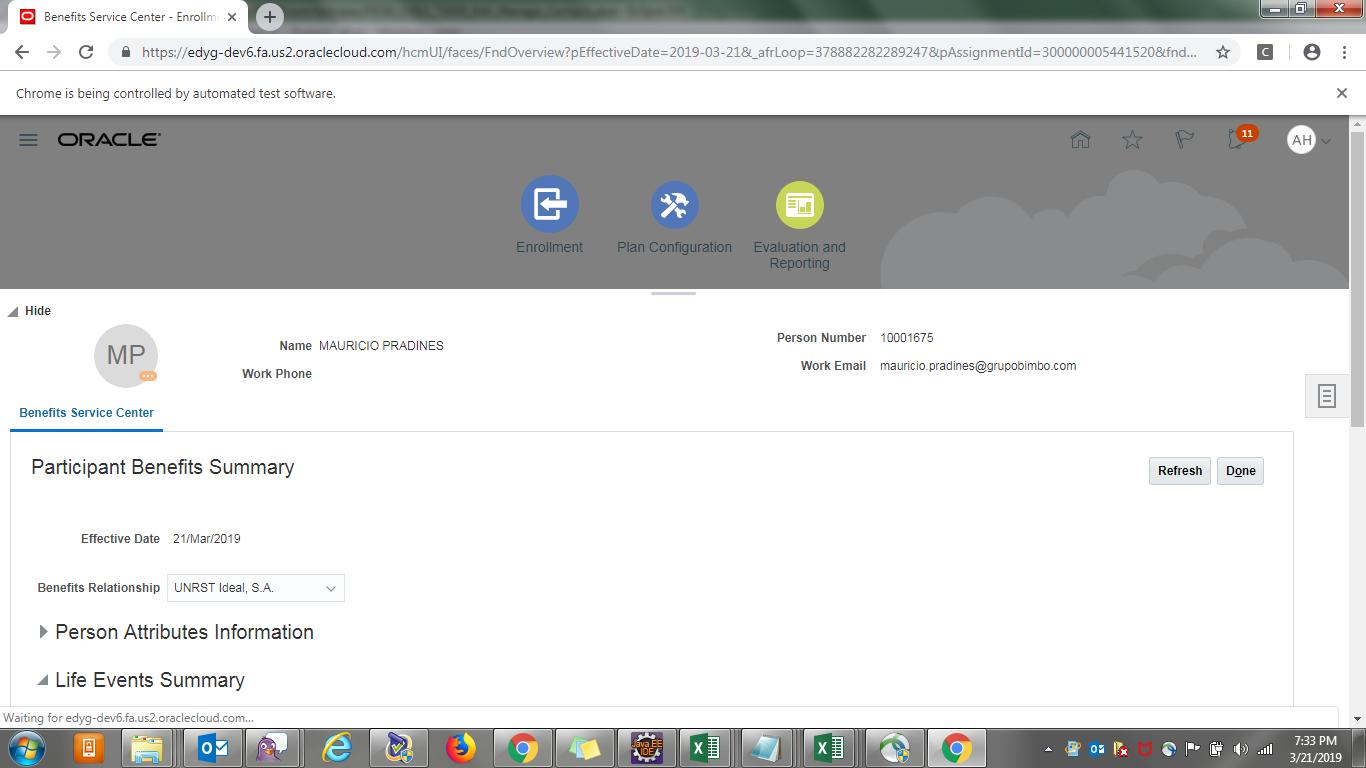 Benefits Service Center - Enrollm
https://edyg-dev6.fa.us2.oraclecloud.com/hcmUI/faces/FndOverview?pEffectiveDate=2019-03-21&_afrLoop=378882282289247&pAssignmentId=300000005441520&fnd...
Chrome is being controlled by automated test software.
ORACLE
11
AH
Enrollment
Plan Configuration
Evaluation and
Reporting
Hide
MP
Name MAURICIO PRADINES
Work Phone
Person Number 10001675
Work Email mauricio.pradines@grupobimbo.com
Benefits Service Center
Participant Benefits Summary
Refresh
Done
Effective Date 21/Mar/2019
Benefits Relationship UNRST Ideal, S.A.
Person Attributes Information
Life Events Summary
Waiting for edyg-dev6.fa.us2.oraclecloud.com...
Java EE
IDE
7:33 PM
3/21/2019